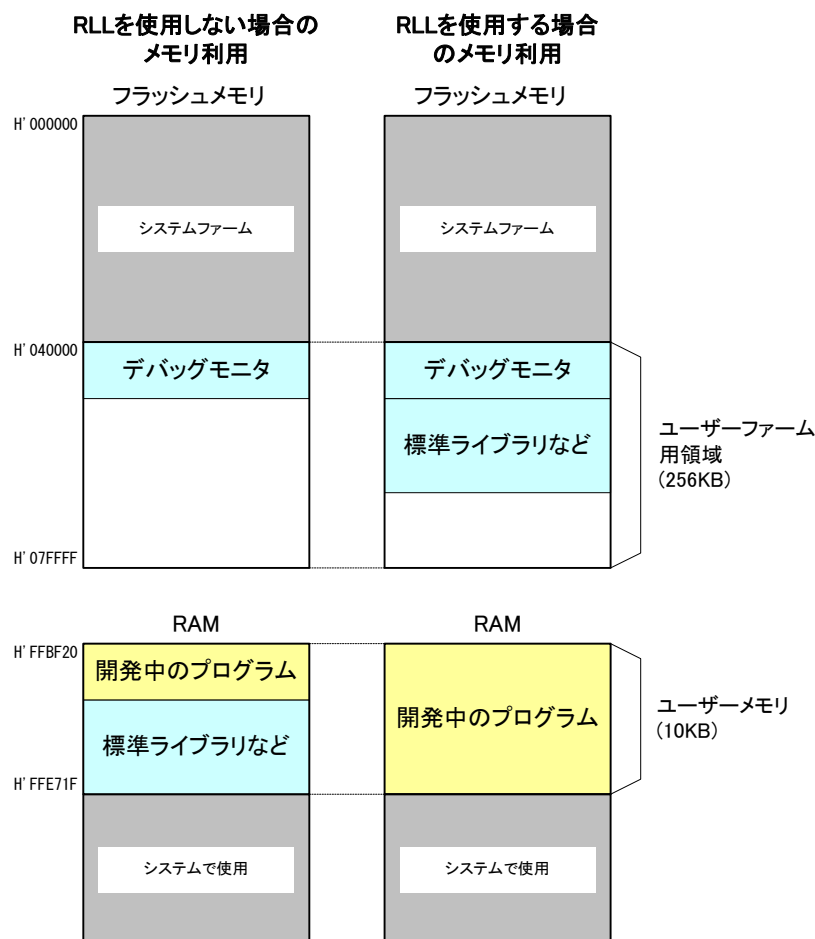 RLLを使用しない場合の
メモリ利用
RLLを使用する場合
のメモリ利用
フラッシュメモリ
フラッシュメモリ
H'000000
システムファーム
システムファーム
H'040000
デバッグモニタ
デバッグモニタ
標準ライブラリなど
ユーザーファーム
用領域
(256KB)
H'07FFFF
RAM
RAM
H'FFBF20
開発中のプログラム
標準ライブラリなど
開発中のプログラム
ユーザーメモリ
(10KB)
H'FFE71F
システムで使用
システムで使用